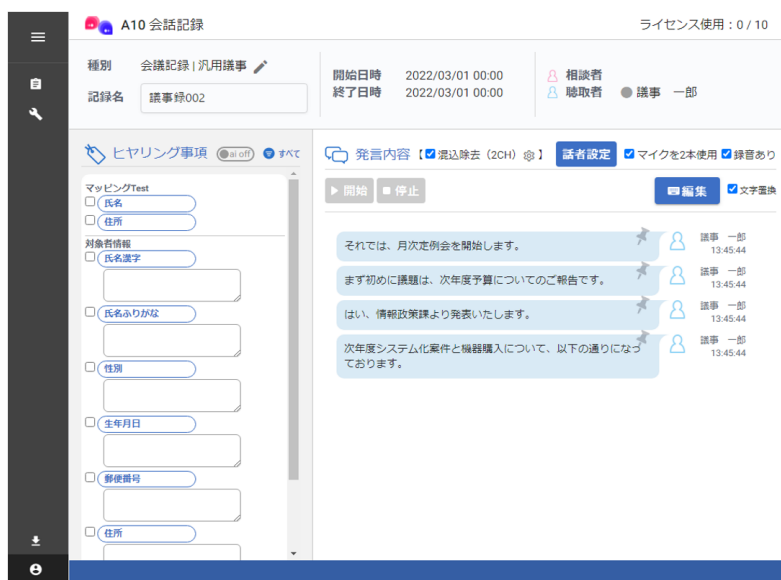 A10 会話記録
ライセンス使用：0 / 10
種別 会議記録 | 汎用議事
記録名 議事録002
開始日時 2022/03/01 00:00
終了日時 2022/03/01 00:00
相談者
聴取者 議事 一郎
ヒヤリング事項 ai off すべて
マッピングTest
氏名
住所
対象者情報
氏名漢字
氏名ふりがな
性別
生年月日
郵便番号
住所
発言内容 【 混込除去（2CH） 】 話者設定 マイクを2本使用 録音あり
開始 停止 編集 文字置換
それでは、月次定例会を開始します。
議事 一郎
13:45:44
まず初めに議題は、次年度予算についてのご報告です。
議事 一郎
13:45:44
はい、情報政策課より発表いたします。
議事 一郎
13:45:44
次年度システム化案件と機器購入について、以下の通りになっ
ております。
議事 一郎
13:45:44